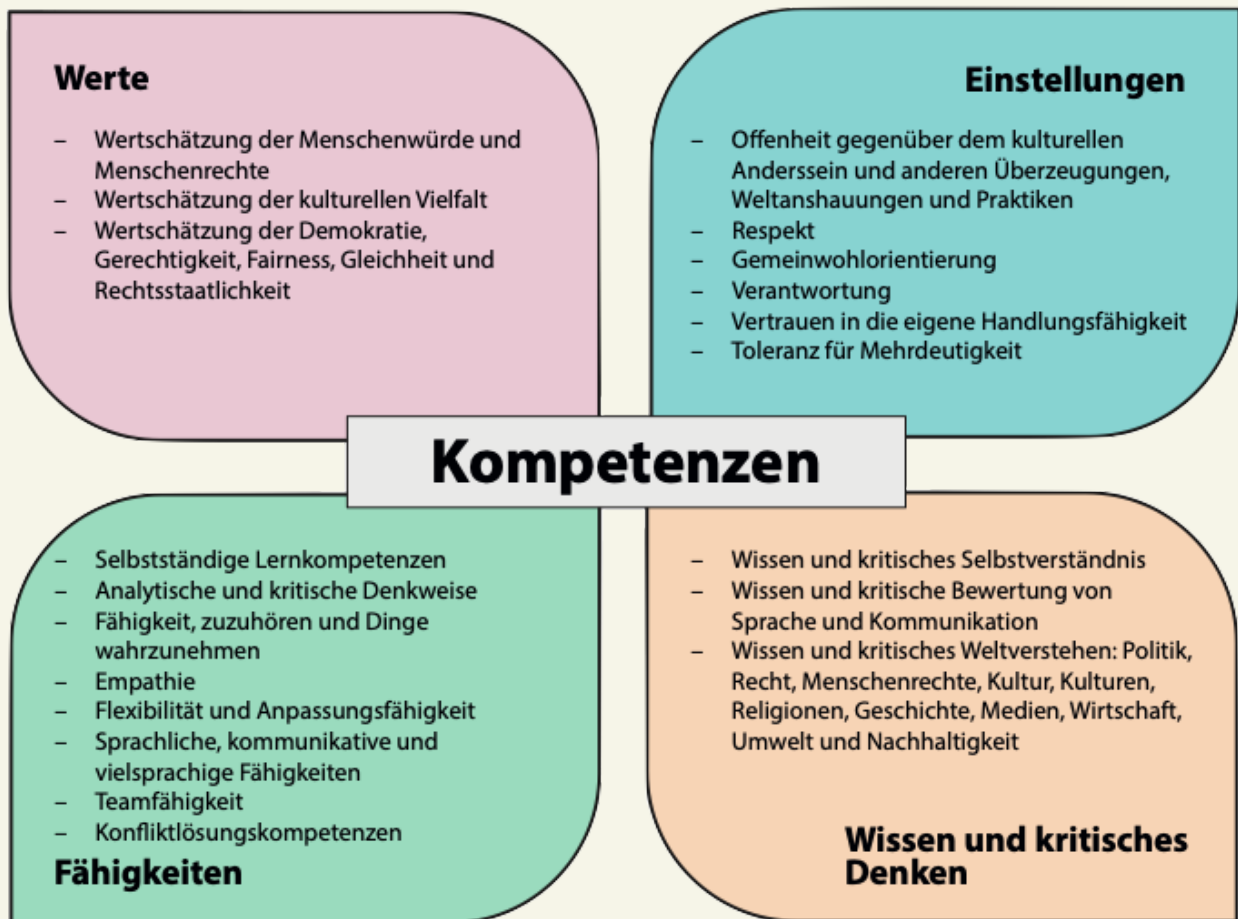 Werte
– Wertschätzung der Menschenwürde und
Menschenrechte
– Wertschätzung der kulturellen Vielfalt
– Wertschätzung der Demokratie,
Gerechtigkeit, Fairness, Gleichheit und
Rechtsstaatlichkeit
Einstellungen
– Offenheit gegenüber dem kulturellen
Anderssein und anderen Überzeugungen,
Weltanshauungen und Praktiken
– Respekt
– Gemeinwohlorientierung
– Verantwortung
– Vertrauen in die eigene Handlungsfähigkeit
– Toleranz für Mehrdeutigkeit
Kompetenzen
– Selbstständige Lernkompetenzen
– Analytische und kritische Denkweise
– Fähigkeit, zuzuhören und Dinge
wahrzunehmen
– Empathie
– Flexibilität und Anpassungsfähigkeit
– Sprachliche, kommunikative und
vielsprachige Fähigkeiten
– Teamfähigkeit
– Konfliktlösungskompetenzen
Fähigkeiten
– Wissen und kritisches Selbstverständnis
– Wissen und kritische Bewertung von
Sprache und Kommunikation
– Wissen und kritisches Weltverstehen: Politik,
Recht, Menschenrechte, Kultur, Kulturen,
Religionen, Geschichte, Medien, Wirtschaft,
Umwelt und Nachhaltigkeit
Wissen und kritisches
Denken